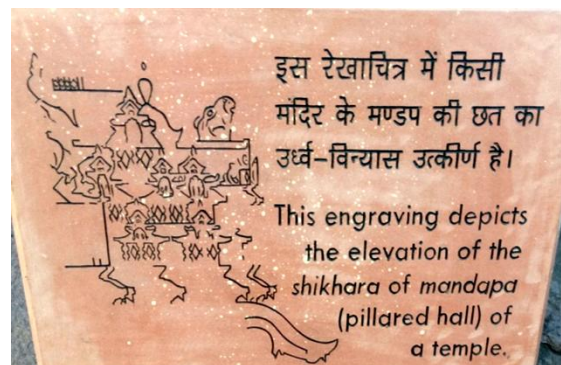 इस रेखाचित्र में किसी
मंदिर के मण्डप की छत का
उर्ध्व-विन्यास उत्कीर्ण है।
This engraving depicts
the elevation of the
shikhara of mandapa
(pillared hall) of
a temple.